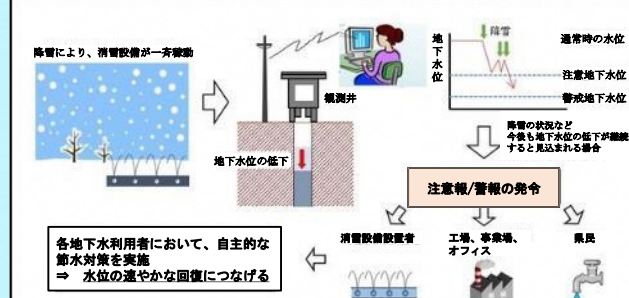 降雪により、消雪設備が一斉稼動
観測井
地下水位の低下
地下水位
降雪
通常時の水位
注意地下水位
警戒地下水位
降雪の状況など
今後も地下水位の低下が継続
すると見込まれる場合
注意報/警報の発令
消雪設備設置者
工場、事業場、
オフィス
県民
各地下水利用者において、自主的な
節水対策を実施
⇒ 水位の速やかな回復につなげる